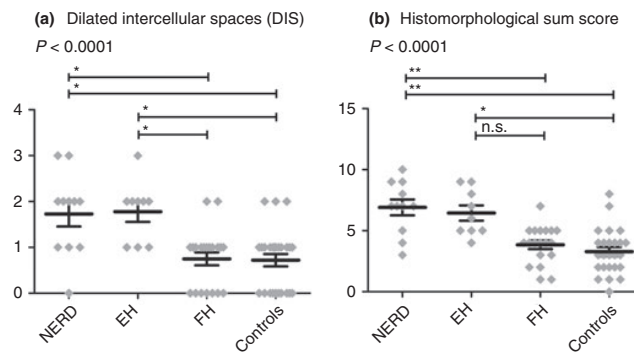 (a) Dilated intercellular spaces (DIS)
P < 0.0001
*
*
*
*
4
3
2
1
0
NERD
EH
FH
Controls
(b) Histomorphological sum score
P < 0.0001
**
**
*
n.s.
15
10
5
0
NERD
EH
FH
Controls